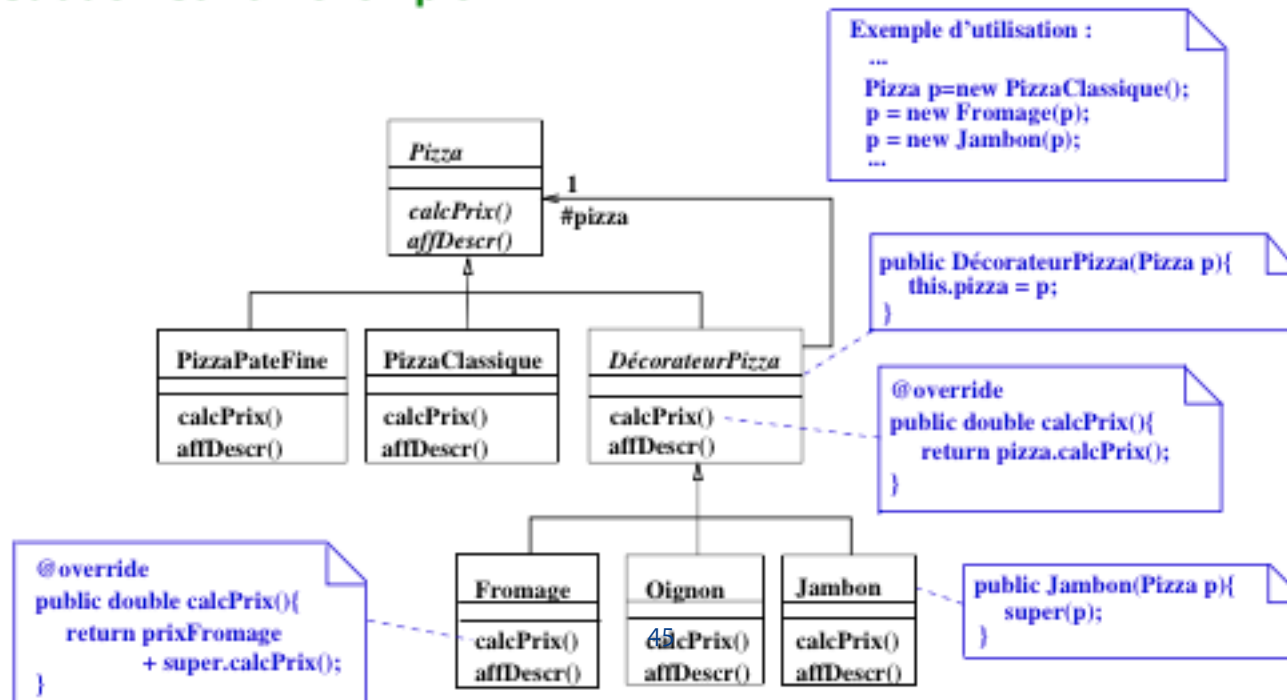 Exemple d'utilisation :
...
Pizza p=new PizzaClassique();
p = new Fromage(p);
p = new Jambon(p);
...
Pizza
calcPrix()
affDescr()
1
#pizza
public DécorateurPizza(Pizza p){
this.pizza = p;
}
PizzaPateFine
calcPrix()
affDescr()
PizzaClassique
calcPrix()
affDescr()
DécorateurPizza
calcPrix()
affDescr()
@override
public double calcPrix(){
return pizza.calcPrix();
}
@override
public double calcPrix(){
return prixFromage
+ super.calcPrix();
}
Fromage
calcPrix()
affDescr()
Oignon
calcPrix()
affDescr()
45
Jambon
calcPrix()
affDescr()
public Jambon(Pizza p){
super(p);
}